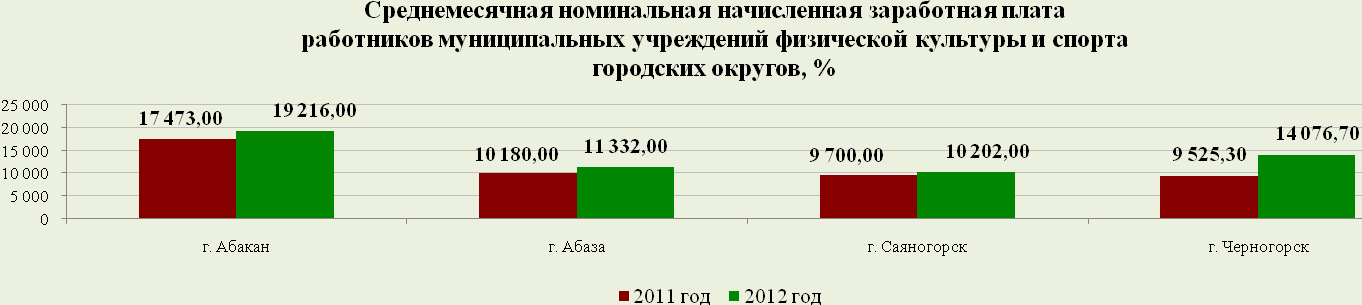 Среднемесячная номинальная начисленная заработная плата
работников муниципальных учреждений физической культуры и спорта
городских округов, %
25 000
20 000
15 000
10 000
5 000
0
17 473,00
19 216,00
10 180,00
11 332,00
9 700,00
10 202,00
9 525,30
14 076,70
г. Абакан
г. Абаза
г. Саяногорск
г. Черногорск
2011 год
2012 год